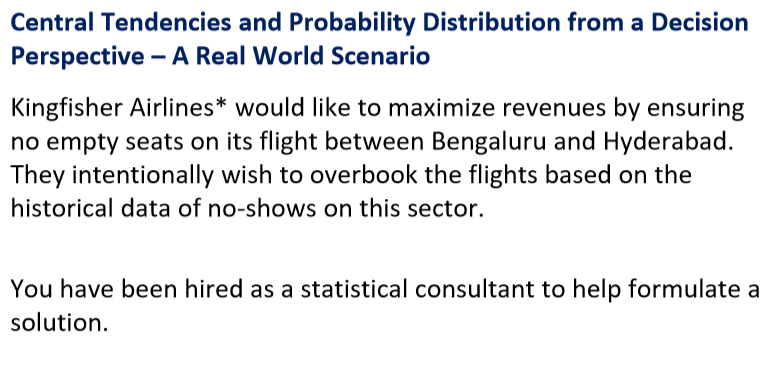 Central Tendencies and Probability Distribution from a Decision
Perspective – A Real World Scenario
Kingfisher Airlines* would like to maximize revenues by ensuring
no empty seats on its flight between Bengaluru and Hyderabad.
They intentionally wish to overbook the flights based on the
historical data of no-shows on this sector.
You have been hired as a statistical consultant to help formulate a
solution.